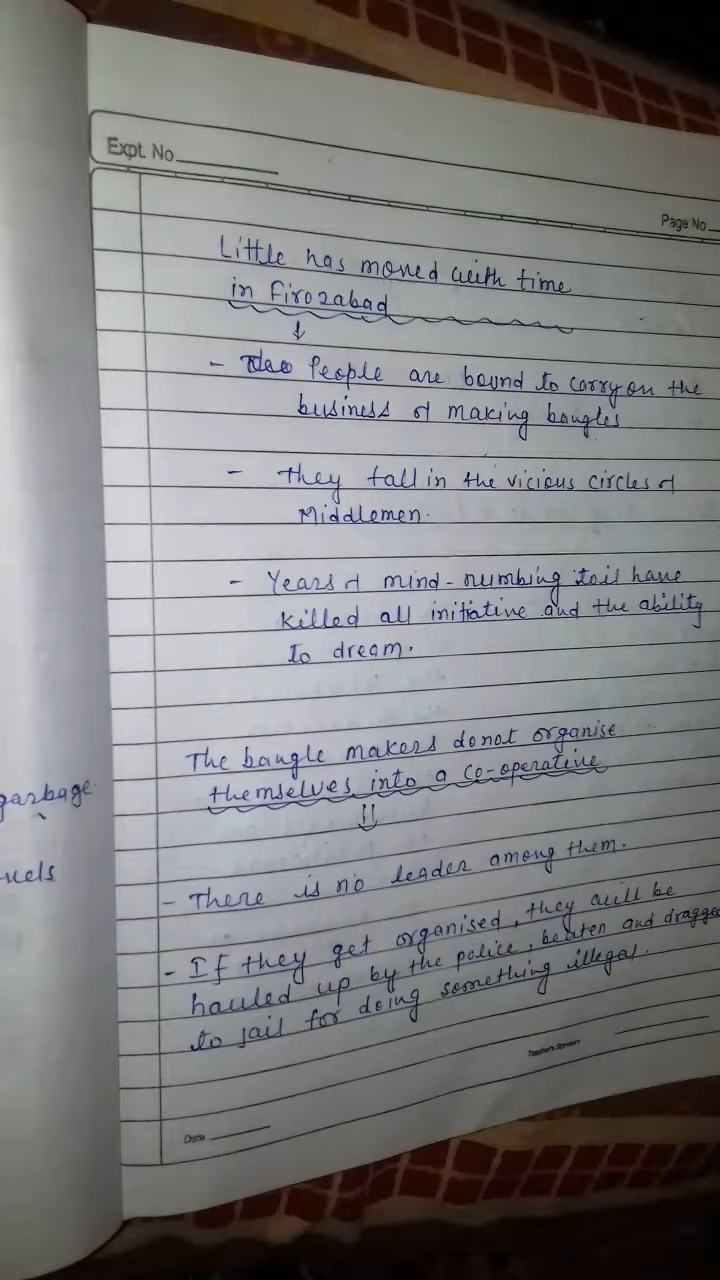 Expt. No
Page No
Little has moved with time
in Firozabad
↓
- People are bound to carry on the
business of making bangles
- they fall in the vicious circles of
Middlemen.
- Years of mind-numbing toil have
killed all initiative and the ability
to dream.
The bangle makers do not organise
themselves into a co-operative
⇓
- There is no leader among them.
- If they get organised, they will be
hauled up by the police, beaten and dragged
to jail for doing something illegal.
Date
garbage